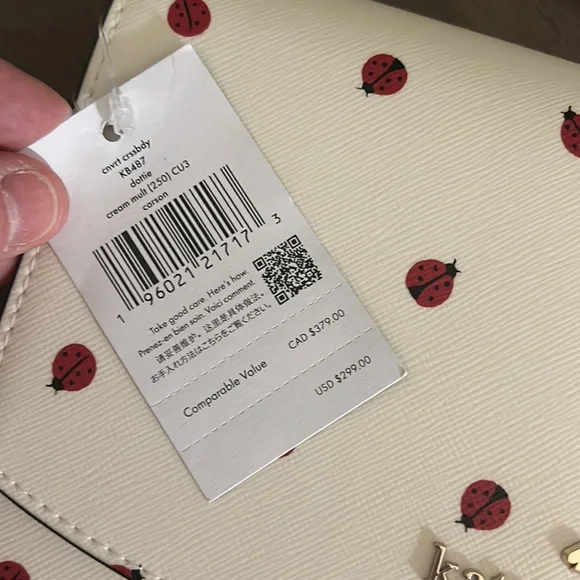 cnvrt crssbdy
K8487
dottie
cream mult (250) CU3
carson
1 96021 21717 3
Take good care. Here's how.
Prenez-en bien soin. Voici comment
请妥善维护。这里是具体做法。
お手入れ方法はこちらをご覧ください。
Comparable Value CAD $379.00
USD $299.00
ka